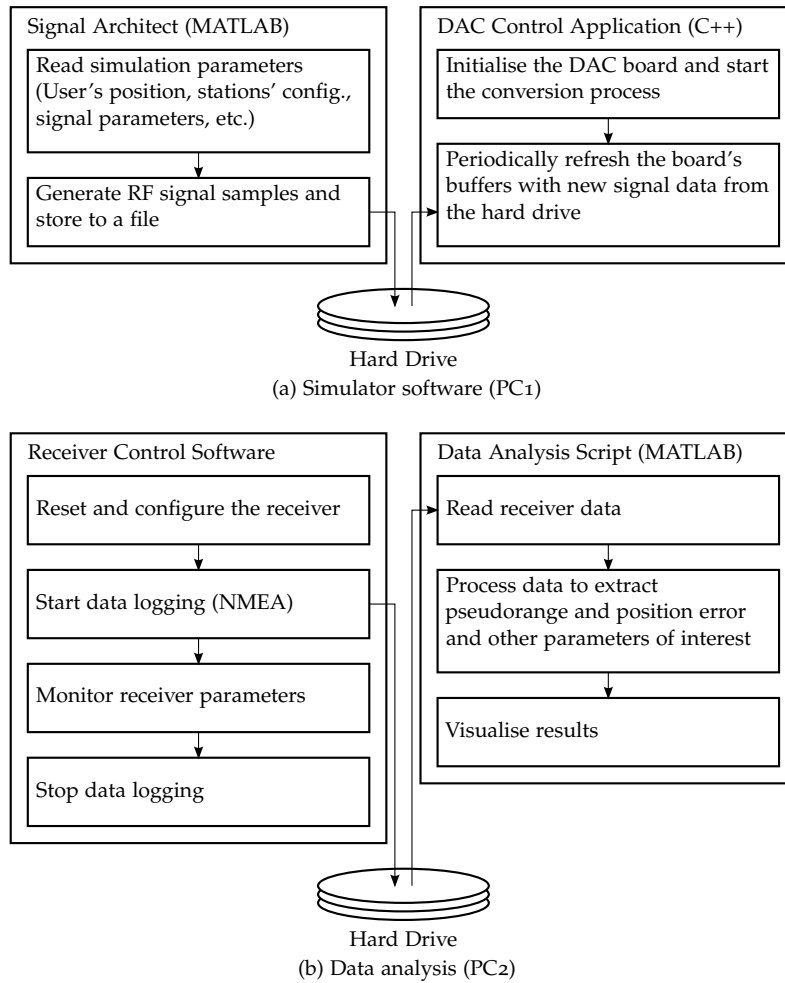 Signal Architect (MATLAB)
Read simulation parameters
(User's position, stations' config.,
signal parameters, etc.)
Generate RF signal samples and
store to a file
DAC Control Application (C++)
Initialise the DAC board and start
the conversion process
Periodically refresh the board's
buffers with new signal data from
the hard drive
Hard Drive
(a) Simulator software (PC1)
Receiver Control Software
Reset and configure the receiver
Start data logging (NMEA)
Monitor receiver parameters
Stop data logging
Data Analysis Script (MATLAB)
Read receiver data
Process data to extract
pseudorange and position error
and other parameters of interest
Visualise results
Hard Drive
(b) Data analysis (PC2)